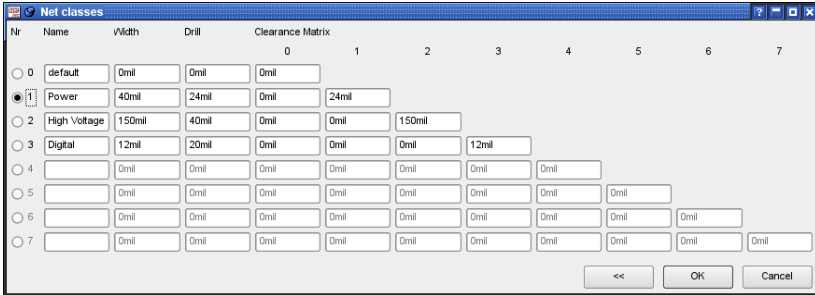 Net classes
Nr Name Width Drill Clearance Matrix
0 1 2 3 4 5 6 7
0 default 0mil 0mil 0mil
1 Power 40mil 24mil 0mil 24mil
2 High Voltage 150mil 40mil 0mil 0mil 150mil
3 Digital 12mil 20mil 0mil 0mil 0mil 12mil
4 0mil 0mil 0mil 0mil 0mil 0mil 0mil
5 0mil 0mil 0mil 0mil 0mil 0mil 0mil 0mil
6 0mil 0mil 0mil 0mil 0mil 0mil 0mil 0mil 0mil
7 0mil 0mil 0mil 0mil 0mil 0mil 0mil 0mil 0mil 0mil
<< OK Cancel